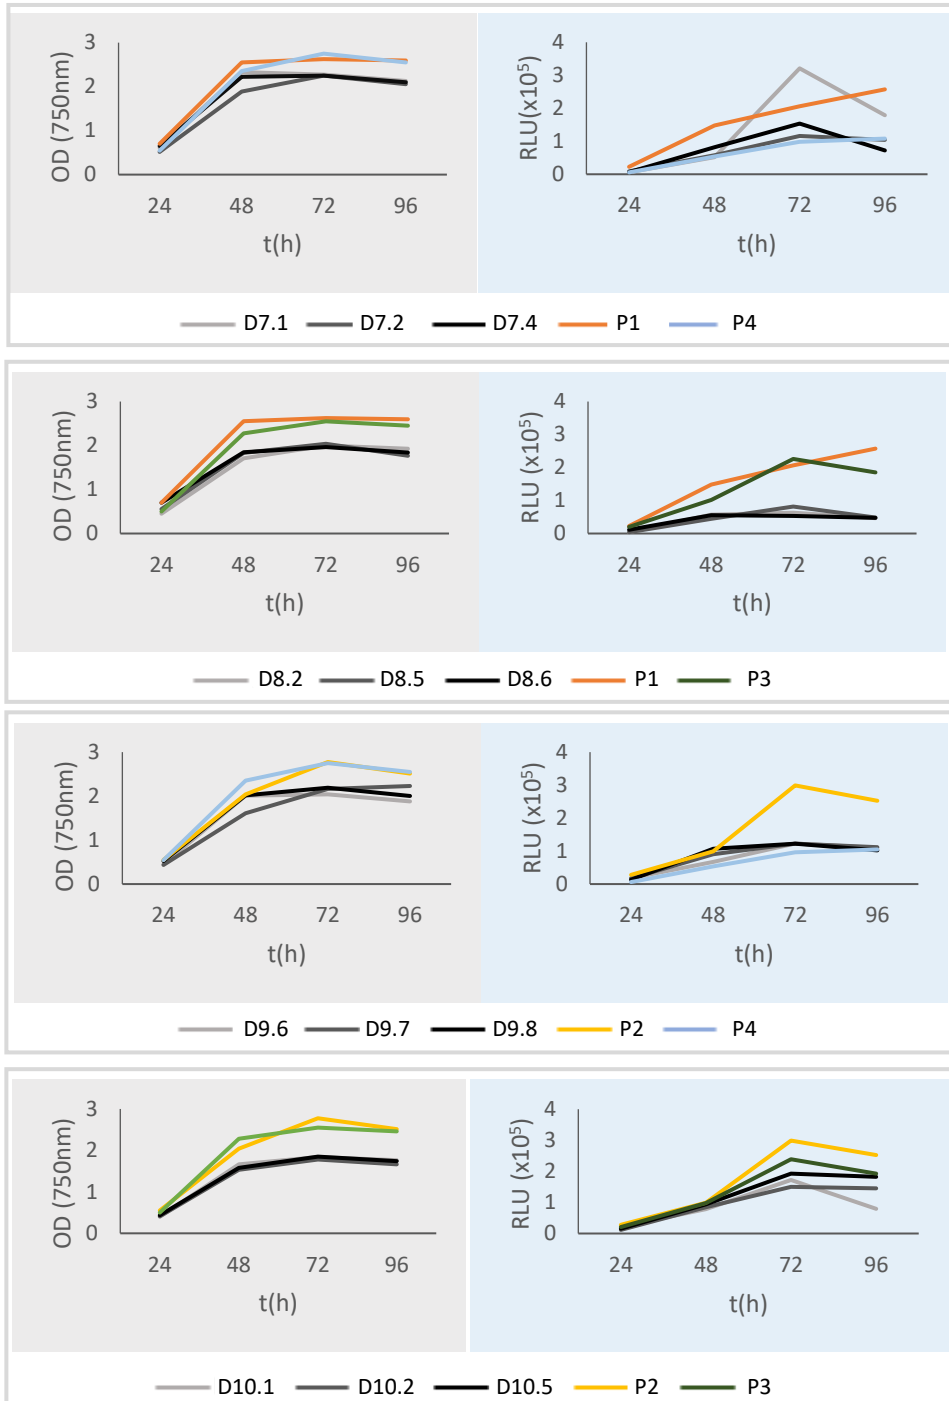 OD (750nm)
3
2
1
0
24 48 72 96
t(h)
RLU(x10⁵)
4
3
2
1
0
24 48 72 96
t(h)
D7.1 D7.2 D7.4 P1 P4
OD (750nm)
3
2
1
0
24 48 72 96
t(h)
RLU (x10⁵)
4
3
2
1
0
24 48 72 96
t(h)
D8.2 D8.5 D8.6 P1 P3
OD (750nm)
3
2
1
0
24 48 72 96
t(h)
RLU (x10⁵)
4
3
2
1
0
24 48 72 96
t(h)
D9.6 D9.7 D9.8 P2 P4
OD (750nm)
3
2
1
0
24 48 72 96
t(h)
RLU (x10⁵)
4
3
2
1
0
24 48 72 96
t(h)
D10.1 D10.2 D10.5 P2 P3